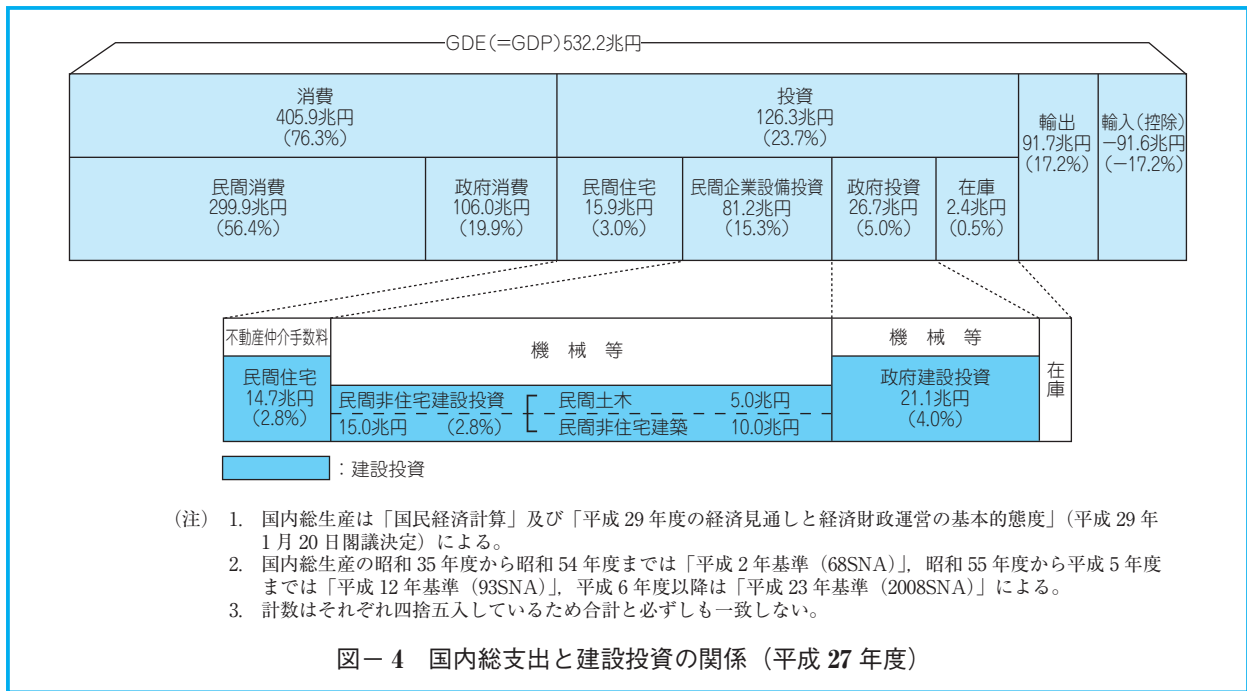 GDE(=GDP)532.2兆円
消費
405.9兆円
(76.3%)
投資
126.3兆円
(23.7%)
輸出
91.7兆円
(17.2%)
輸入(控除)
−91.6兆円
(−17.2%)
民間消費
299.9兆円
(56.4%)
政府消費
106.0兆円
(19.9%)
民間住宅
15.9兆円
(3.0%)
民間企業設備投資
81.2兆円
(15.3%)
政府投資
26.7兆円
(5.0%)
在庫
2.4兆円
(0.5%)
不動産仲介手数料
民間住宅
14.7兆円
(2.8%)
機 械 等
民間非住宅建設投資
15.0兆円 (2.8%)
民間土木 5.0兆円
民間非住宅建築 10.0兆円
機 械 等
政府建設投資
21.1兆円
(4.0%)
在庫
:建設投資
(注) 1. 国内総生産は「国民経済計算」及び「平成 29 年度の経済見通しと経済財政運営の基本的態度」(平成 29 年
1 月 20 日閣議決定)による。
2. 国内総生産の昭和 35 年度から昭和 54 年度までは「平成 2 年基準(68SNA)」,昭和 55 年度から平成 5 年度
までは「平成 12 年基準(93SNA)」,平成 6 年度以降は「平成 23 年基準(2008SNA)」による。
3. 計数はそれぞれ四捨五入しているため合計と必ずしも一致しない。
図− 4 国内総支出と建設投資の関係(平成 27 年度)